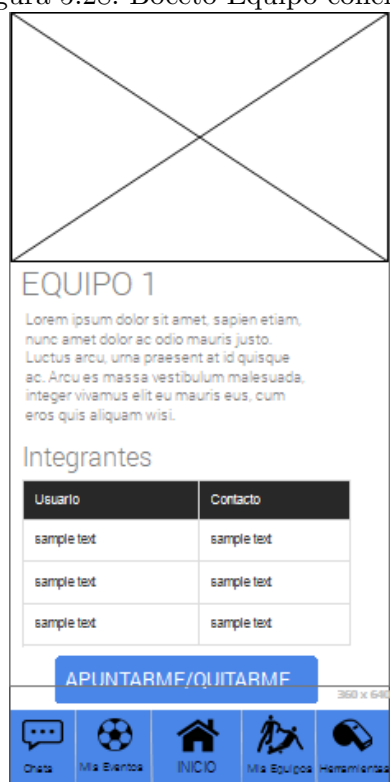 Boceto Equipo
EQUIPO 1
Lorem ipsum dolor sit amet, sapien etiam,
nunc amet dolor ac odio mauris justo.
Luctus arcu, urna praesent at id quisque
ac. Arcu es massa vestibulum malesuada,
integer vivamus elit eu mauris eus, cum
eros quis aliquam wisi.
Integrantes
Usuario Contacto
sample text sample text
sample text sample text
sample text sample text
APUNTARME/QUITARME
360 x 640
Chats Mis Eventos INICIO Mis Equipos Herramientas